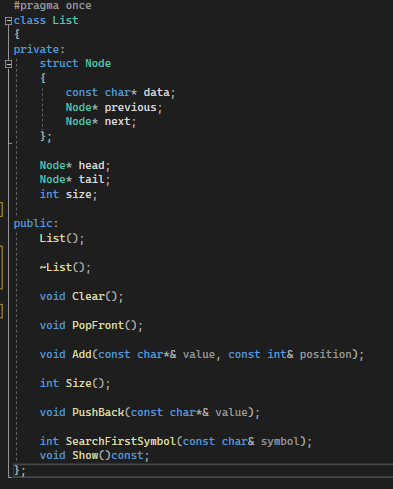 #pragma once
class List
{
private:
    struct Node
    {
        const char* data;
        Node* previous;
        Node* next;
    };
    Node* head;
    Node* tail;
    int size;
public:
    List();
    ~List();
    void Clear();
    void PopFront();
    void Add(const char*& value, const int& position);
    int Size();
    void PushBack(const char*& value);
    int SearchFirstSymbol(const char& symbol);
    void Show()const;
};